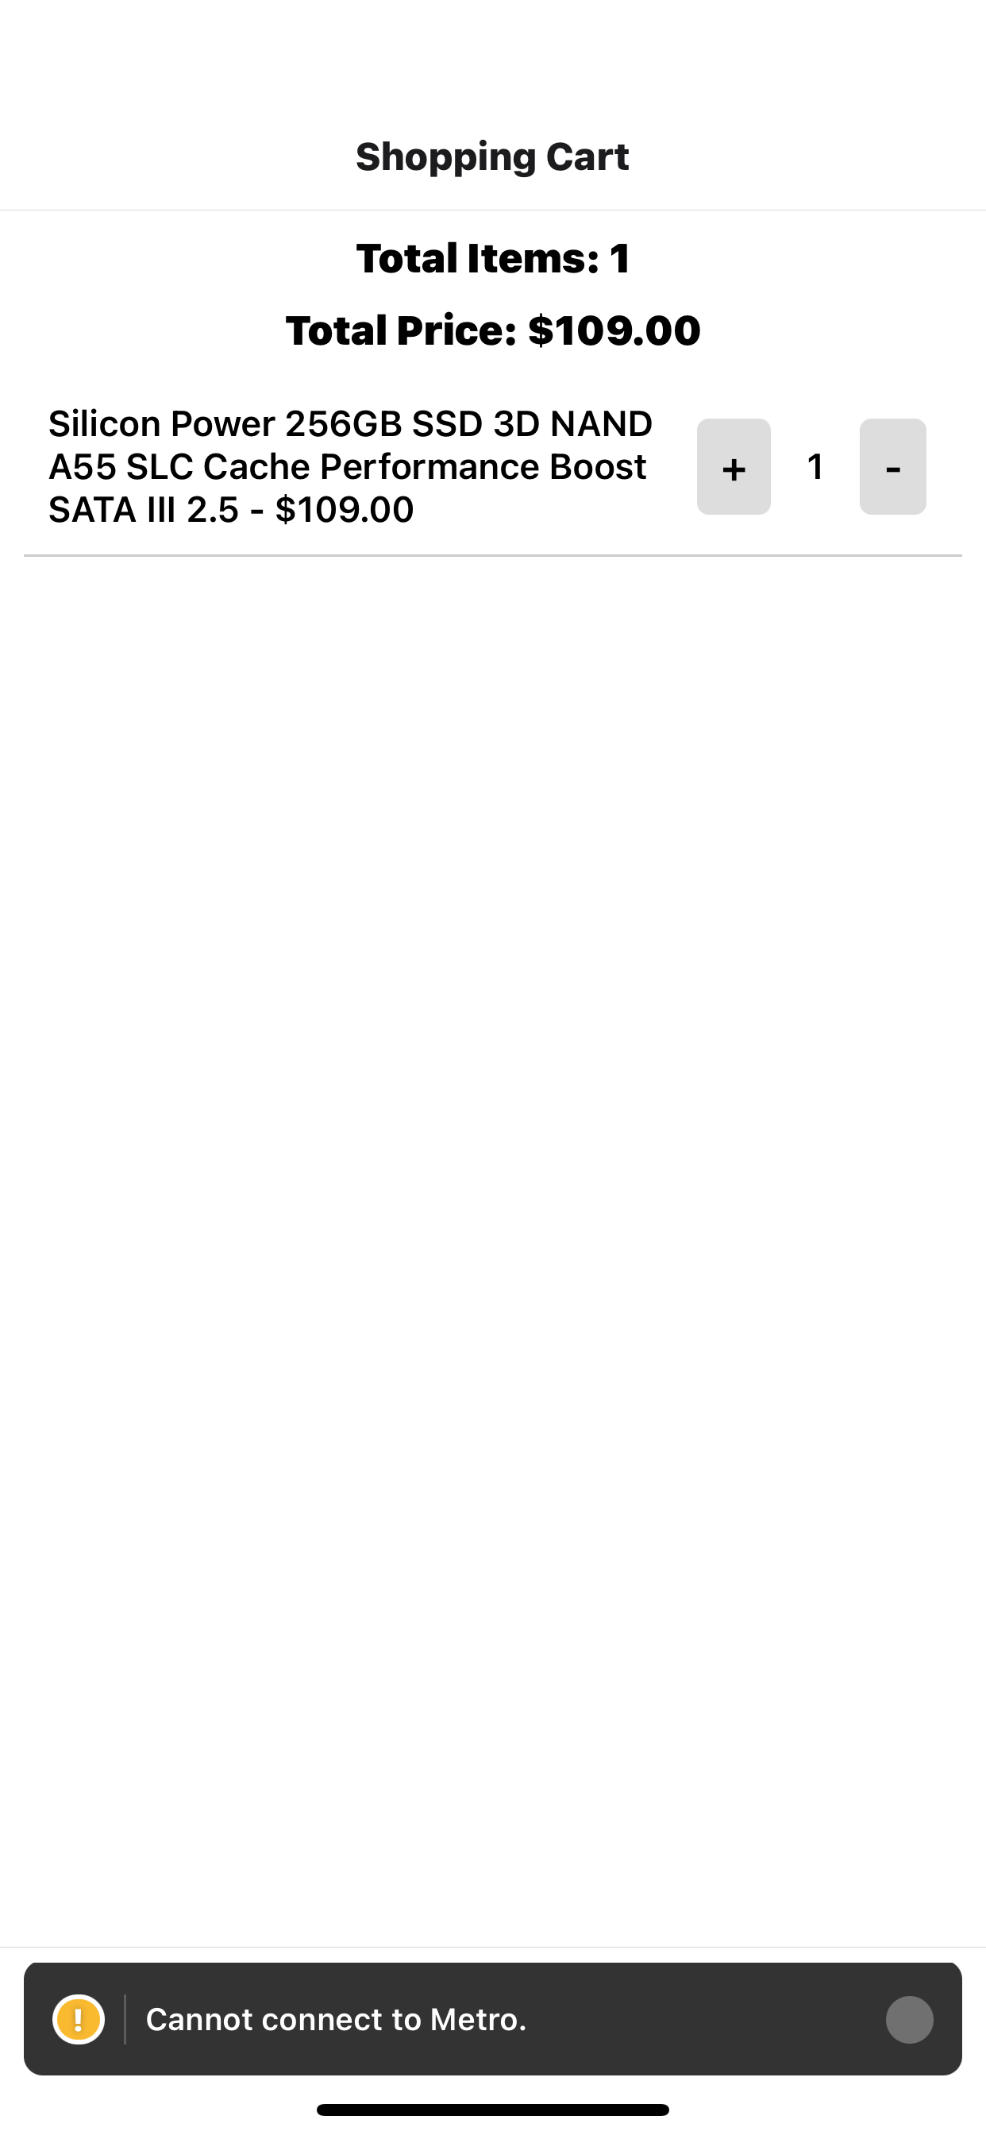 Shopping Cart
Total Items: 1
Total Price: $109.00
Silicon Power 256GB SSD 3D NAND
A55 SLC Cache Performance Boost
SATA III 2.5 - $109.00
+ 1 -
! Cannot connect to Metro.